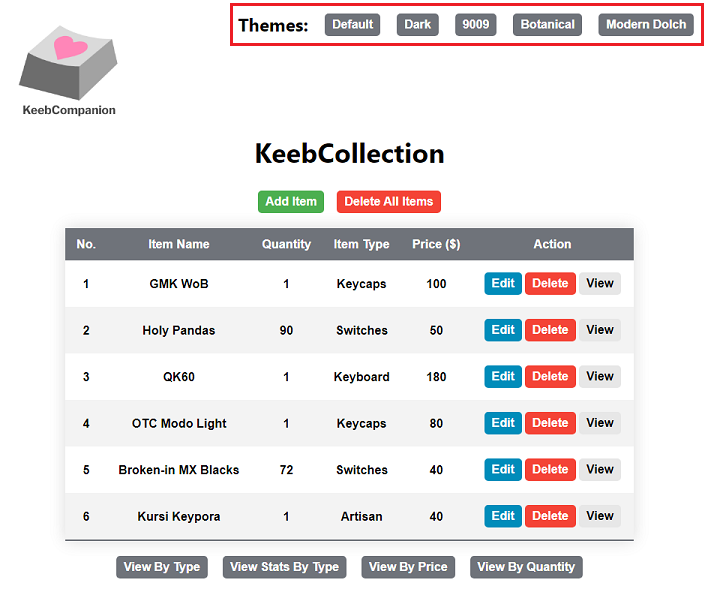 Themes: Default Dark 9009 Botanical Modern Dolch
KeebCompanion
KeebCollection
Add Item Delete All Items
No. Item Name Quantity Item Type Price ($) Action
1 GMK WoB 1 Keycaps 100 Edit Delete View
2 Holy Pandas 90 Switches 50 Edit Delete View
3 QK60 1 Keyboard 180 Edit Delete View
4 OTC Modo Light 1 Keycaps 80 Edit Delete View
5 Broken-in MX Blacks 72 Switches 40 Edit Delete View
6 Kursi Keypora 1 Artisan 40 Edit Delete View
View By Type View Stats By Type View By Price View By Quantity